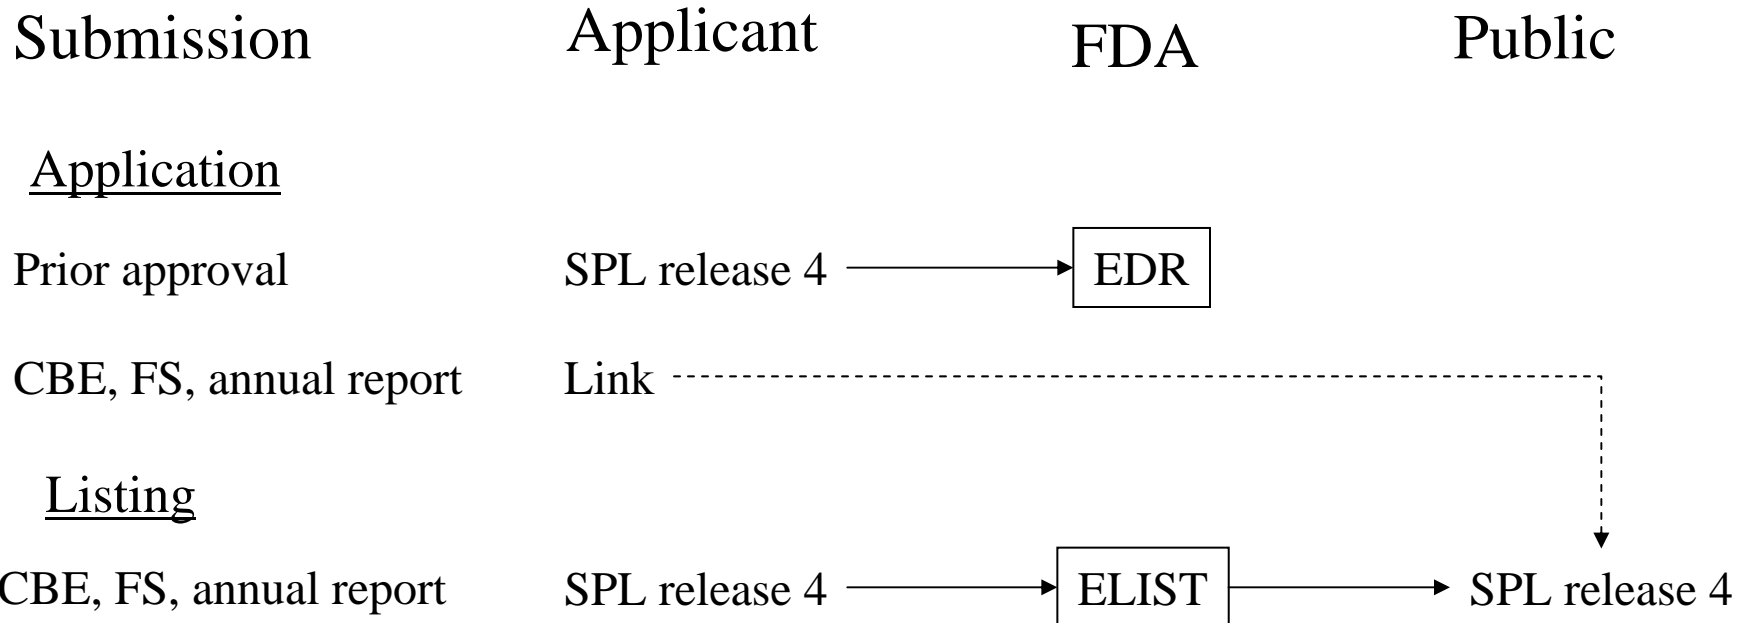 Submission Applicant FDA Public
Application
Prior approval SPL release 4 EDR
CBE, FS, annual report Link
Listing
CBE, FS, annual report SPL release 4 ELIST SPL release 4